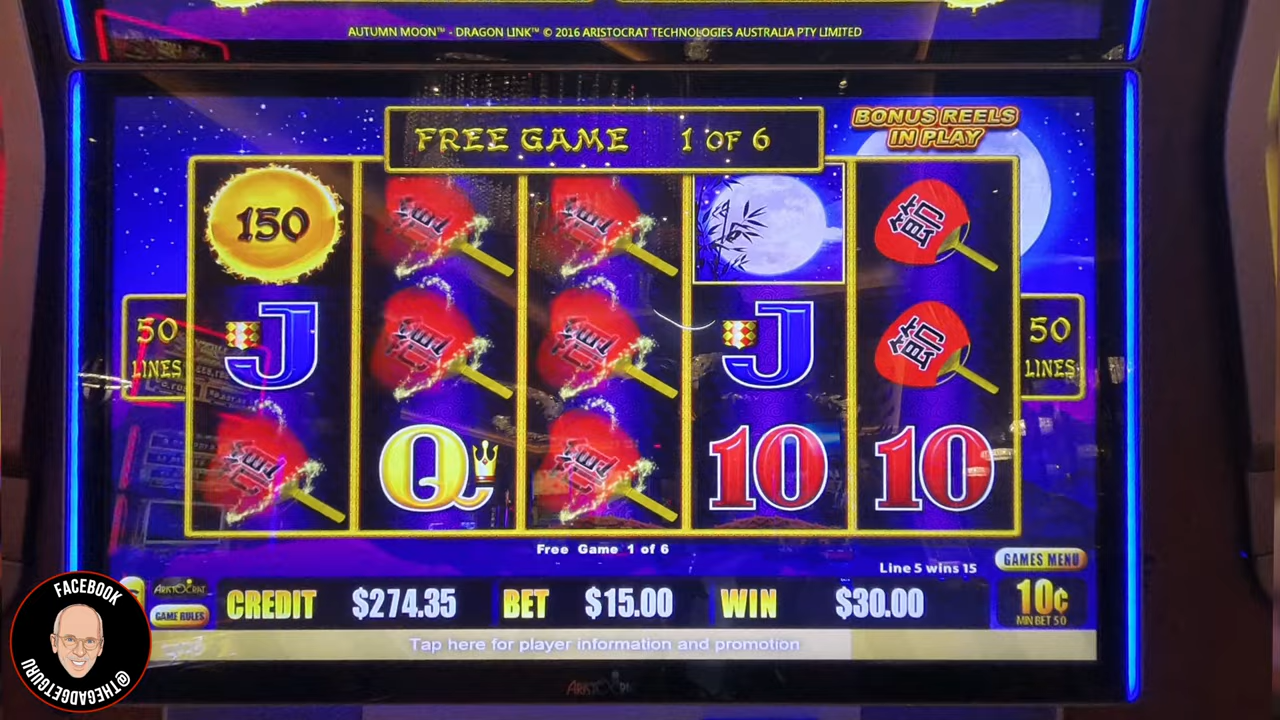 AUTUMN MOON™ - DRAGON LINK™ © 2016 ARISTOCRAT TECHNOLOGIES AUSTRALIA PTY LIMITED
FREE GAME 1 OF 6
BONUS REELS
IN PLAY
150
50
LINES
J
J
50
LINES
Q
10
10
Free Game 1 of 6
Line 5 wins 15
GAMES MENU
ARISTOCRAT
GAME RULES
CREDIT $274.35
BET $15.00
WIN $30.00
10¢
MIN BET 50
Tap here for player information and promotion
ARISTOCRAT
FACEBOOK
@THEGADGETGURU